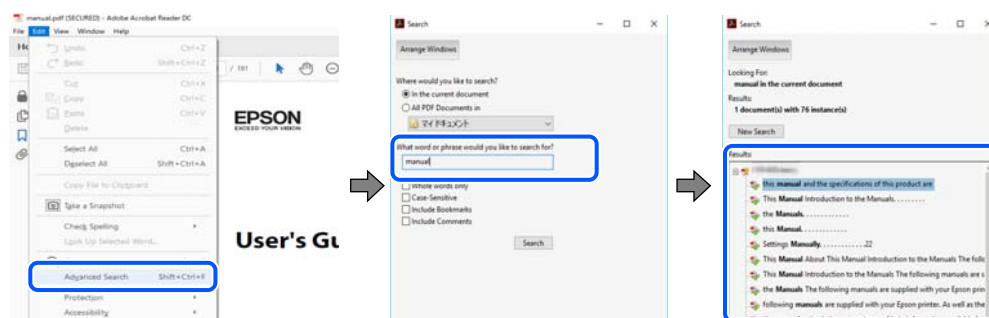 manual.pdf (SECURED) - Adobe Acrobat Reader DC
File Edit View Window Help
Undo Ctrl+Z
Shift+Ctrl+Z
Cut Ctrl+X
Copy Ctrl+C
Paste Ctrl+V
Delete
Select All Ctrl+A
Deselect All Shift+Ctrl+A
Copy File to Clipboard
Take a Snapshot
Check Spelling
Look Up Selected Word...
Advanced Search Shift+Ctrl+F
Protection
Accessibility
EPSON
EXCEED YOUR VISION
User's Gu
Search
Arrange Windows
Where would you like to search?
In the current document
All PDF Documents in
マイ ドキュメント
What word or phrase would you like to search for?
manual
Whole words only
Case-Sensitive
Include Bookmarks
Include Comments
Search
Search
Arrange Windows
Looking For:
manual in the current document
Results:
1 document(s) with 76 instance(s)
New Search
Results:
this manual and the specifications of this product are
This Manual Introduction to the Manuals. . . . . . . . .
the Manuals. . . . . . . . . . . . .
this Manual. . . . . . . . . . . . .
Settings Manually. . . . . . . . . . . . .22
This Manual About This Manual Introduction to the Manuals The follo
This Manual Introduction to the Manuals The following manuals are s
the Manuals The following manuals are supplied with your Epson prin
following manuals are supplied with your Epson printer. As well as the